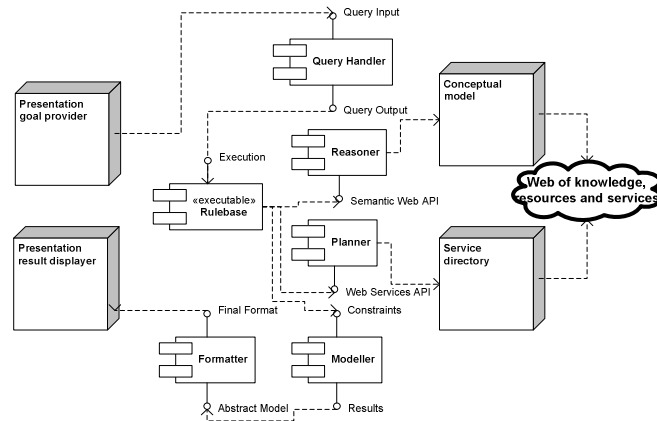 Query Input
Query Handler
Presentation
goal provider
Conceptual
model
Query Output
Reasoner
Execution
«executable»
Rulebase
Semantic Web API
Web of knowledge,
resources and services
Presentation
result displayer
Planner
Service
directory
Web Services API
Final Format
Constraints
Formatter
Modeller
Abstract Model
Results